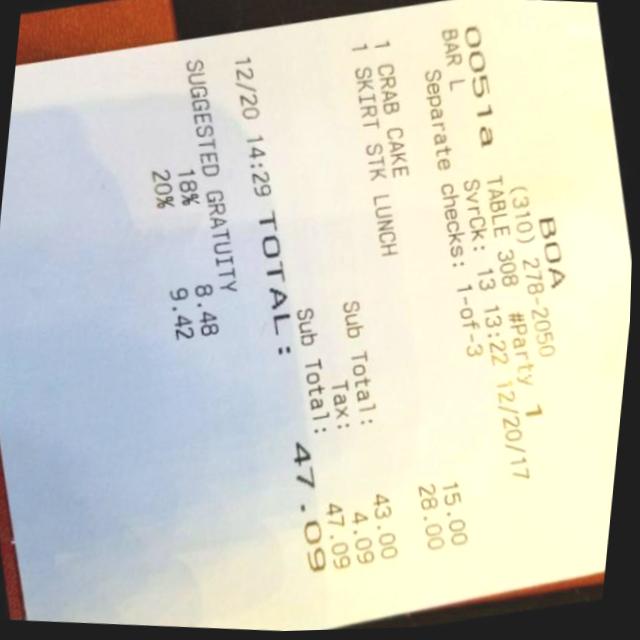 BOA
(310) 278-2050
0051a TABLE 308 #Party 1
BAR L SvrCk: 13 13:22 12/20/17
Separate checks: 1-of-3
1 CRAB CAKE 15.00
1 SKIRT STK LUNCH 28.00
Sub Total: 43.00
Tax: 4.09
Sub Total: 47.09
12/20 14:29 TOTAL: 47.09
SUGGESTED GRATUITY
18% 8.48
20% 9.42